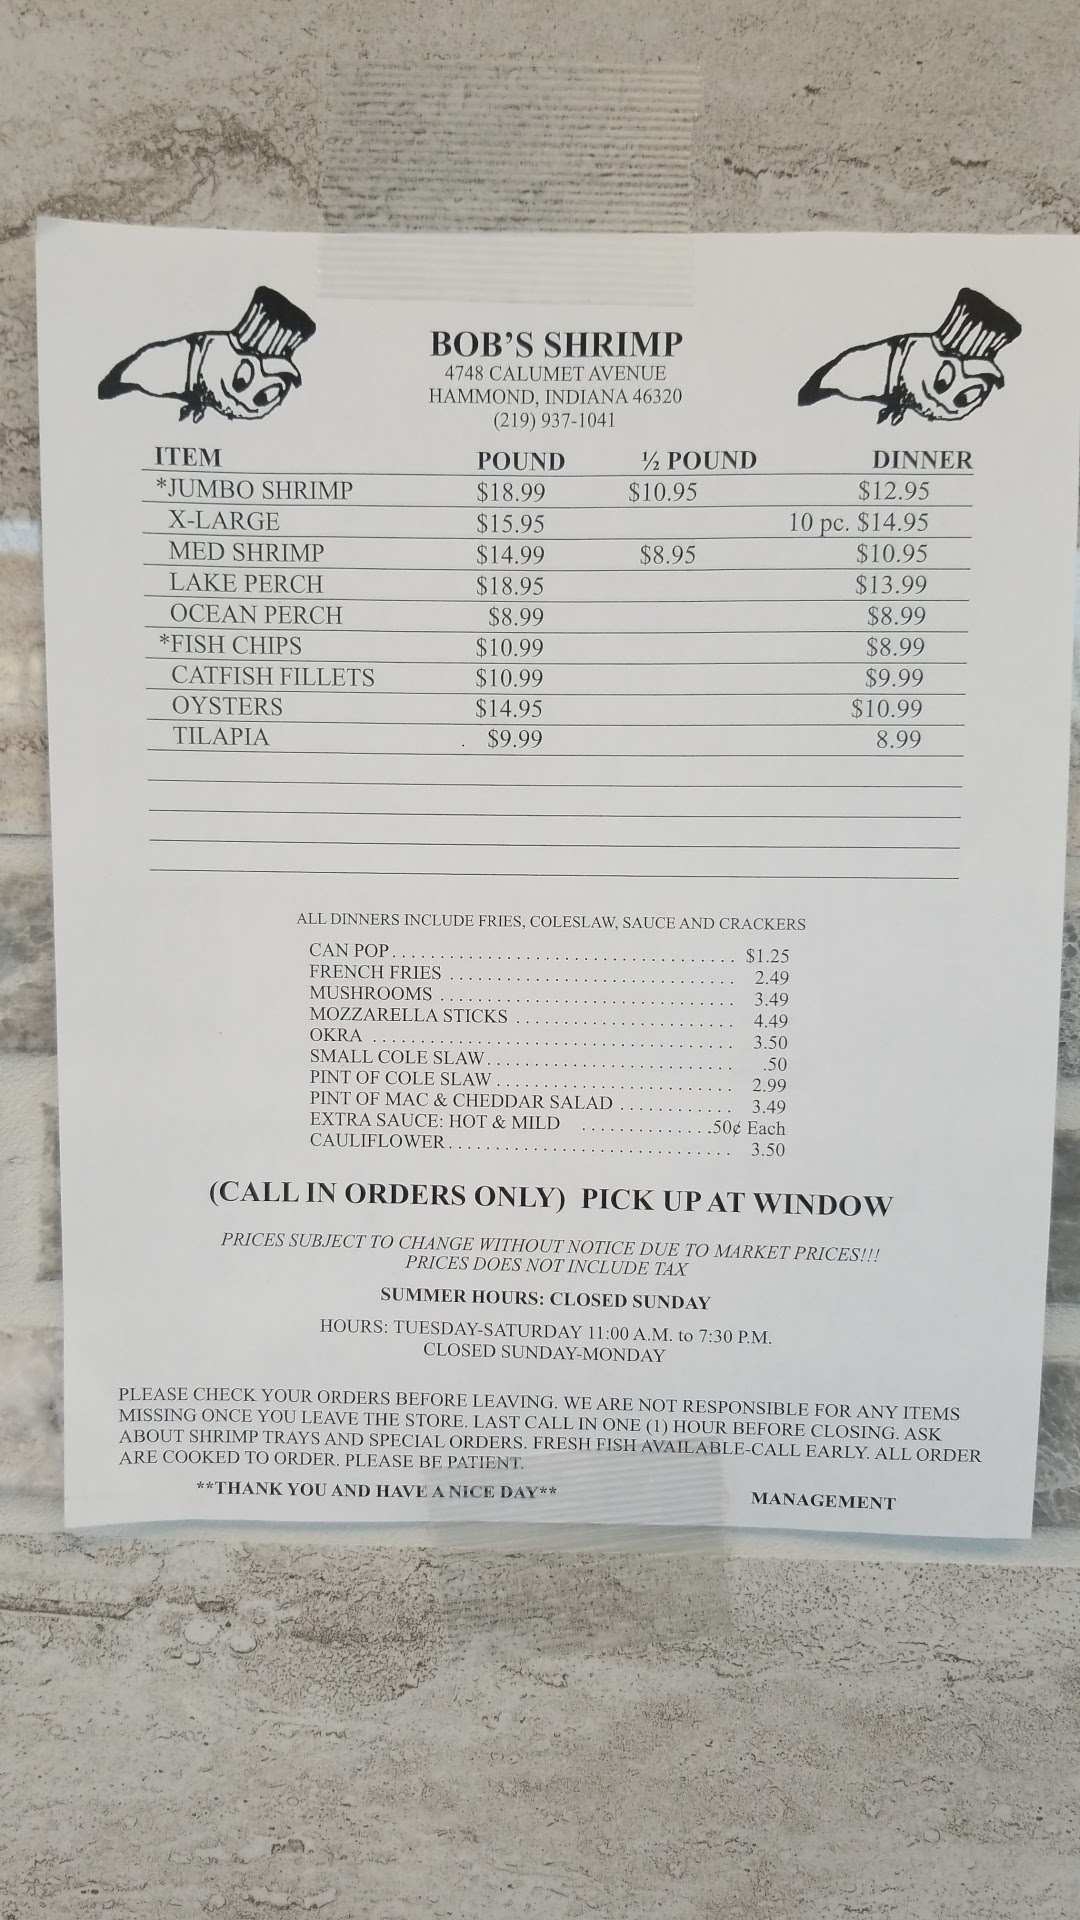 BOB'S SHRIMP
4748 CALUMET AVENUE
HAMMOND, INDIANA 46320
(219) 937-1041
ITEM POUND ½ POUND DINNER
*JUMBO SHRIMP $18.99 $10.95 $12.95
X-LARGE $15.95 10 pc. $14.95
MED SHRIMP $14.99 $8.95 $10.95
LAKE PERCH $18.95 $13.99
OCEAN PERCH $8.99 $8.99
*FISH CHIPS $10.99 $8.99
CATFISH FILLETS $10.99 $9.99
OYSTERS $14.95 $10.99
TILAPIA $9.99 8.99
ALL DINNERS INCLUDE FRIES, COLESLAW, SAUCE AND CRACKERS
CAN POP . . . . . . . . . . . . . . . . . . . . . . . . . . . . . . . . . . . . . $1.25
FRENCH FRIES . . . . . . . . . . . . . . . . . . . . . . . . . . . . . . . 2.49
MUSHROOMS . . . . . . . . . . . . . . . . . . . . . . . . . . . . . . . . 3.49
MOZZARELLA STICKS . . . . . . . . . . . . . . . . . . . . . . . . 4.49
OKRA . . . . . . . . . . . . . . . . . . . . . . . . . . . . . . . . . . . . . . . 3.50
SMALL COLE SLAW . . . . . . . . . . . . . . . . . . . . . . . . . . .50
PINT OF COLE SLAW . . . . . . . . . . . . . . . . . . . . . . . . . . 2.99
PINT OF MAC & CHEDDAR SALAD . . . . . . . . . . . . 3.49
EXTRA SAUCE: HOT & MILD . . . . . . . . . . . . . .50¢ Each
CAULIFLOWER . . . . . . . . . . . . . . . . . . . . . . . . . . . . . . . 3.50
(CALL IN ORDERS ONLY) PICK UP AT WINDOW
PRICES SUBJECT TO CHANGE WITHOUT NOTICE DUE TO MARKET PRICES!!!
PRICES DOES NOT INCLUDE TAX
SUMMER HOURS: CLOSED SUNDAY
HOURS: TUESDAY-SATURDAY 11:00 A.M. to 7:30 P.M.
CLOSED SUNDAY-MONDAY
PLEASE CHECK YOUR ORDERS BEFORE LEAVING. WE ARE NOT RESPONSIBLE FOR ANY ITEMS
MISSING ONCE YOU LEAVE THE STORE. LAST CALL IN ONE (1) HOUR BEFORE CLOSING. ASK
ABOUT SHRIMP TRAYS AND SPECIAL ORDERS. FRESH FISH AVAILABLE-CALL EARLY. ALL ORDER
ARE COOKED TO ORDER. PLEASE BE PATIENT.
**THANK YOU AND HAVE A NICE DAY** MANAGEMENT